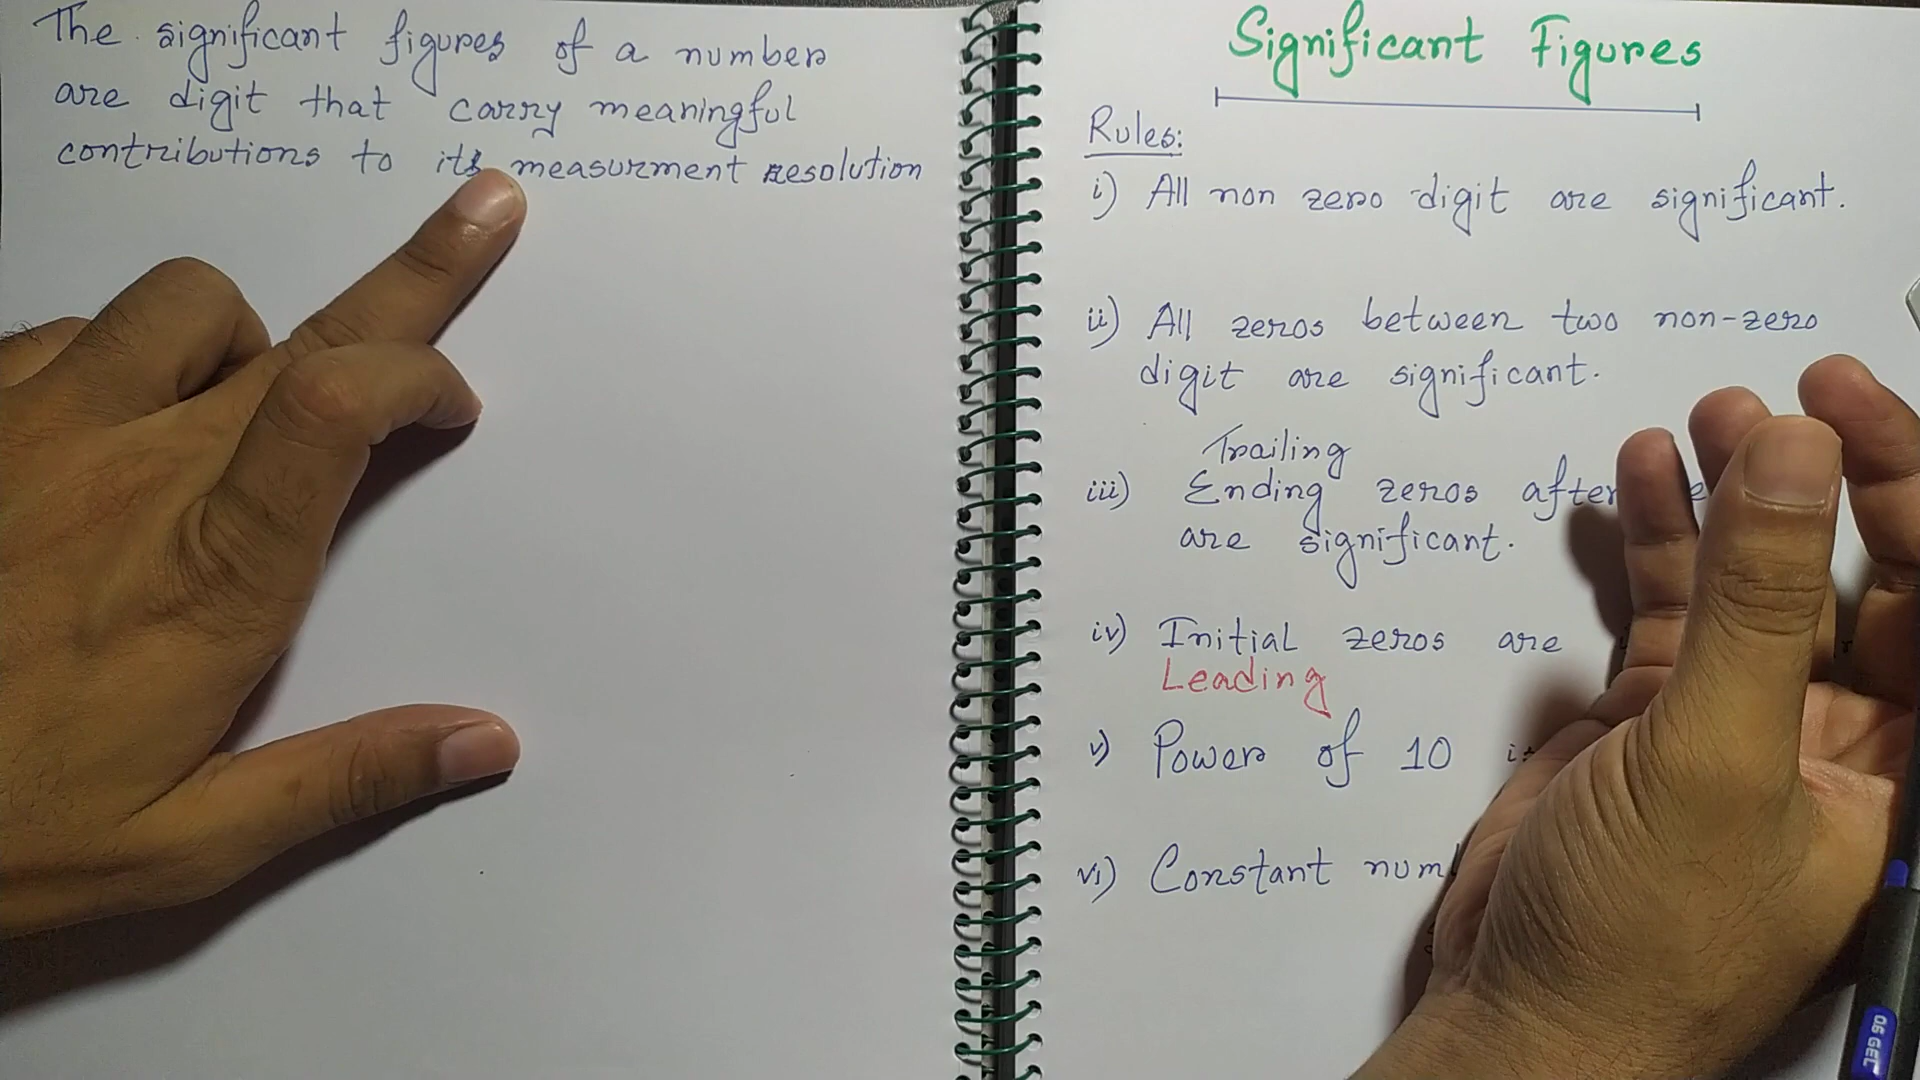 The significant figures of a number
are digit that carry meaningful
contributions to its measurment resolution
Significant Figures
Rules:
i) All non zero digit are significant.
ii) All zeros between two non-zero
digit are significant.
Trailing
iii) Ending zeros after
are significant.
iv) Initial zeros are
Leading
v) Power of 10
vi) Constant
05 GEL